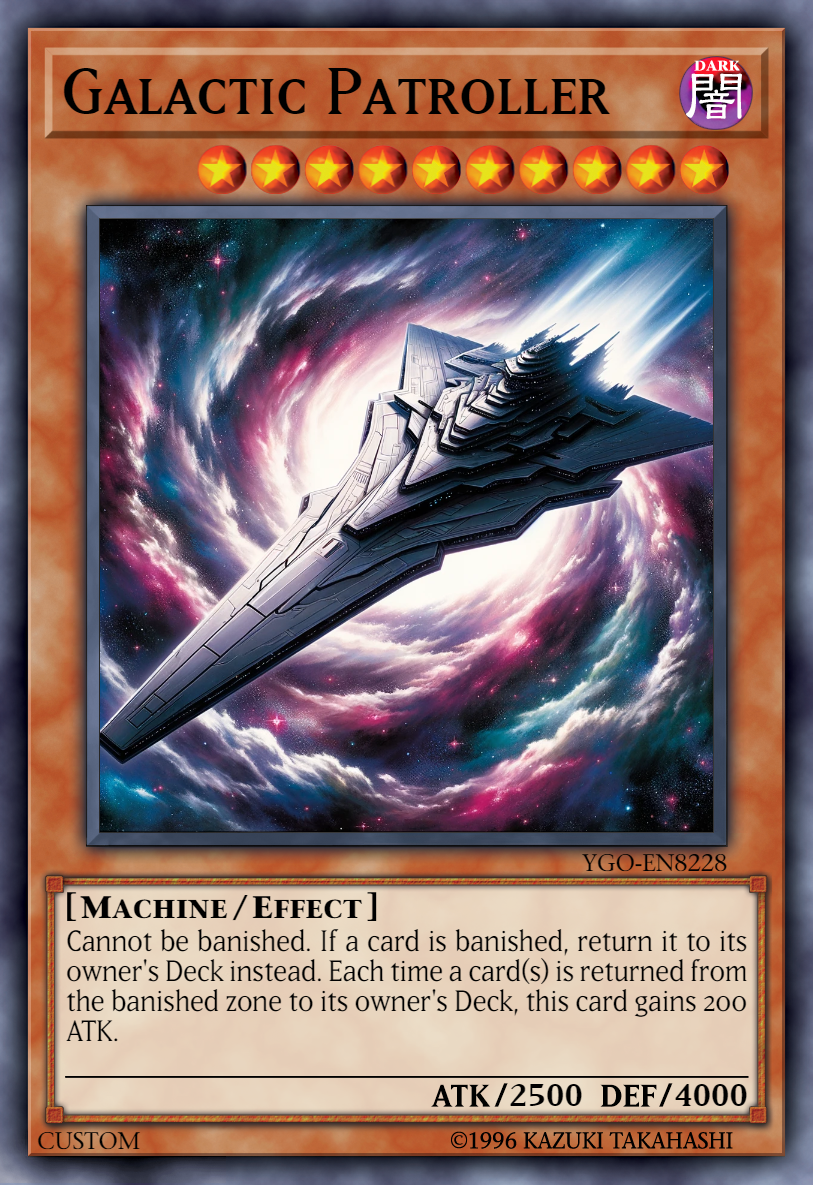 Galactic Patroller
DARK
闇
YGO-EN8228
[Machine/Effect]
Cannot be banished. If a card is banished, return it to its
owner's Deck instead. Each time a card(s) is returned from
the banished zone to its owner's Deck, this card gains 200
ATK.
ATK/2500 DEF/4000
CUSTOM
©1996 KAZUKI TAKAHASHI